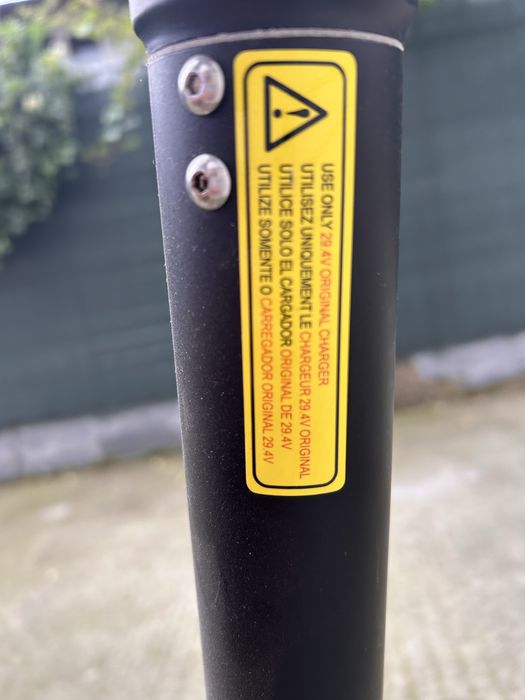 USE ONLY 29.4V ORIGINAL CHARGER
UTILISEZ UNIQUEMENT LE CHARGEUR 29.4V ORIGINAL
UTILICE SOLO EL CARGADOR ORIGINAL DE 29.4V
UTILIZE SOMENTE O CARREGADOR ORIGINAL 29.4V